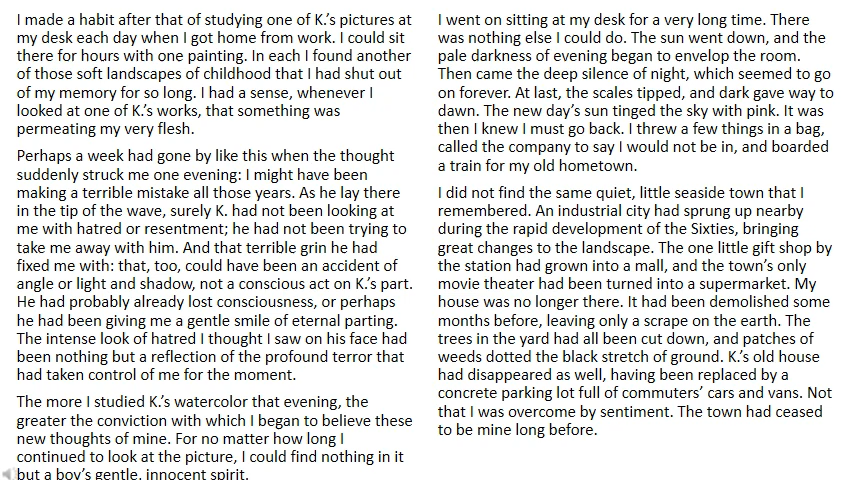 I made a habit after that of studying one of K.’s pictures at
my desk each day when I got home from work. I could sit
there for hours with one painting. In each I found another
of those soft landscapes of childhood that I had shut out
of my memory for so long. I had a sense, whenever I
looked at one of K.’s works, that something was
permeating my very flesh.
Perhaps a week had gone by like this when the thought
suddenly struck me one evening: I might have been
making a terrible mistake all those years. As he lay there
in the tip of the wave, surely K. had not been looking at
me with hatred or resentment; he had not been trying to
take me away with him. And that terrible grin he had
fixed me with: that, too, could have been an accident of
angle or light and shadow, not a conscious act on K.’s part.
He had probably already lost consciousness, or perhaps
he had been giving me a gentle smile of eternal parting.
The intense look of hatred I thought I saw on his face had
been nothing but a reflection of the profound terror that
had taken control of me for the moment.
The more I studied K.’s watercolor that evening, the
greater the conviction with which I began to believe these
new thoughts of mine. For no matter how long I
continued to look at the picture, I could find nothing in it
but a boy’s gentle, innocent spirit.
I went on sitting at my desk for a very long time. There
was nothing else I could do. The sun went down, and the
pale darkness of evening began to envelop the room.
Then came the deep silence of night, which seemed to go
on forever. At last, the scales tipped, and dark gave way to
dawn. The new day’s sun tinged the sky with pink. It was
then I knew I must go back. I threw a few things in a bag,
called the company to say I would not be in, and boarded
a train for my old hometown.
I did not find the same quiet, little seaside town that I
remembered. An industrial city had sprung up nearby
during the rapid development of the Sixties, bringing
great changes to the landscape. The one little gift shop by
the station had grown into a mall, and the town’s only
movie theater had been turned into a supermarket. My
house was no longer there. It had been demolished some
months before, leaving only a scrape on the earth. The
trees in the yard had all been cut down, and patches of
weeds dotted the black stretch of ground. K.’s old house
had disappeared as well, having been replaced by a
concrete parking lot full of commuters’ cars and vans. Not
that I was overcome by sentiment. The town had ceased
to be mine long before.